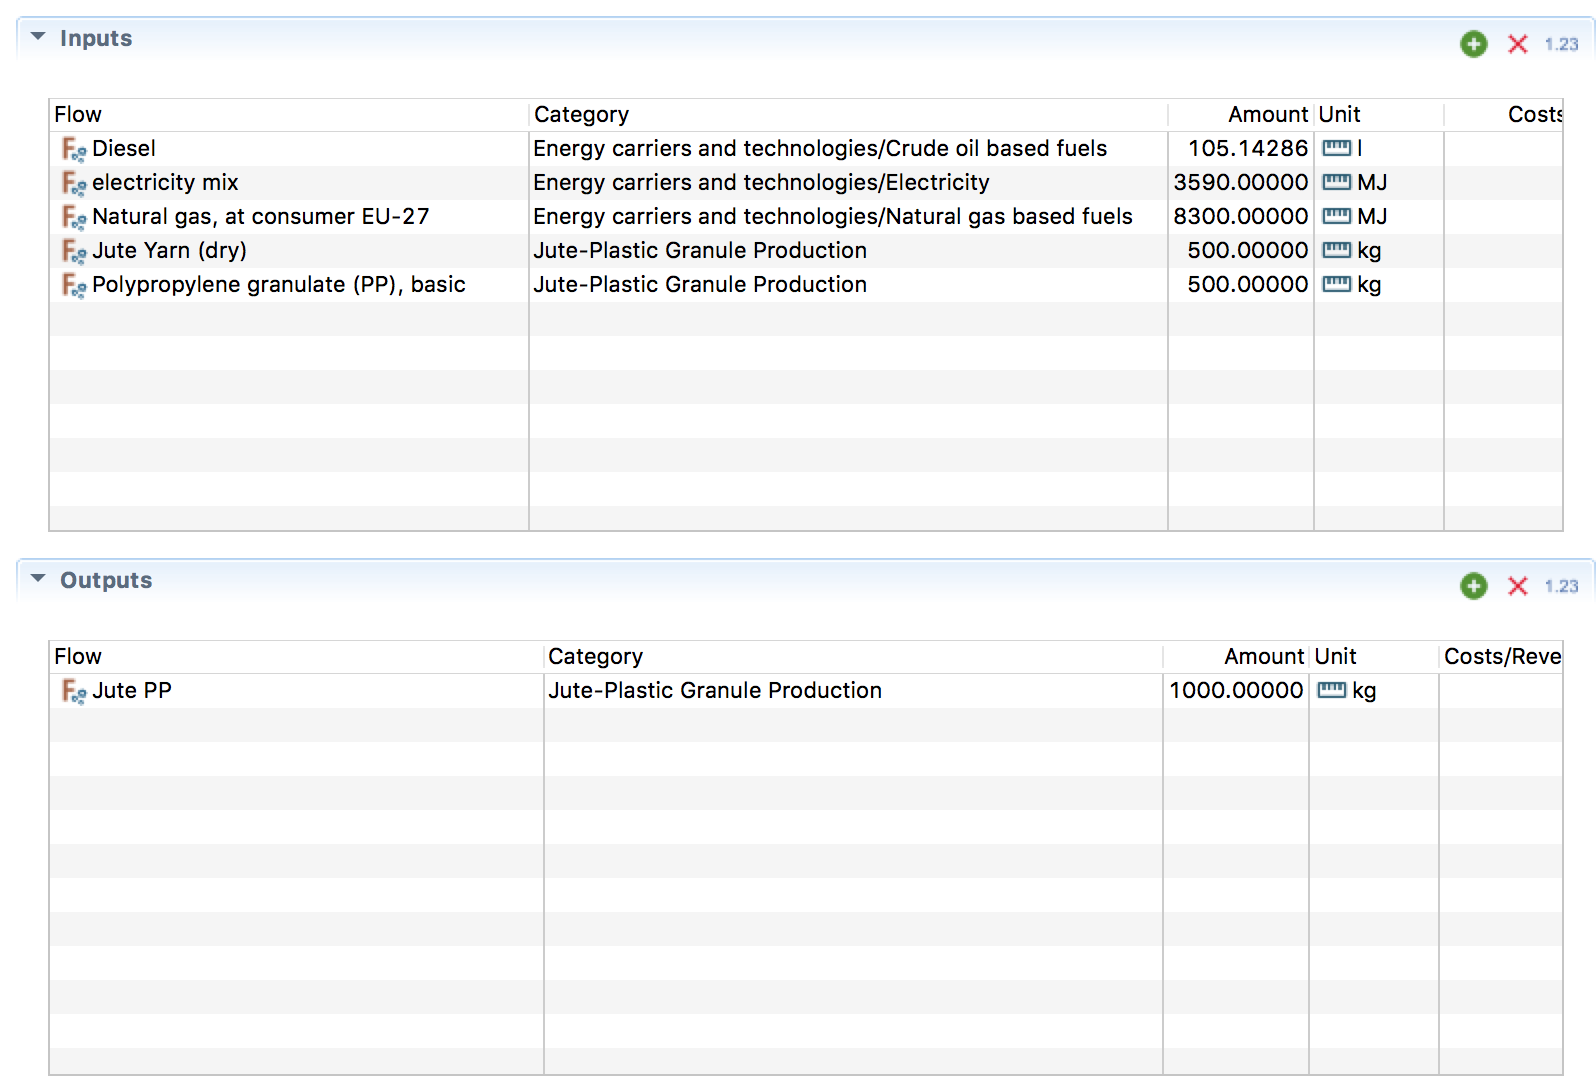 Inputs
1.23
Flow Category Amount Unit Costs
Diesel Energy carriers and technologies/Crude oil based fuels 105.14286 l
electricity mix Energy carriers and technologies/Electricity 3590.00000 MJ
Natural gas, at consumer EU-27 Energy carriers and technologies/Natural gas based fuels 8300.00000 MJ
Jute Yarn (dry) Jute-Plastic Granule Production 500.00000 kg
Polypropylene granulate (PP), basic Jute-Plastic Granule Production 500.00000 kg
Outputs
1.23
Flow Category Amount Unit Costs/Reve
Jute PP Jute-Plastic Granule Production 1000.00000 kg